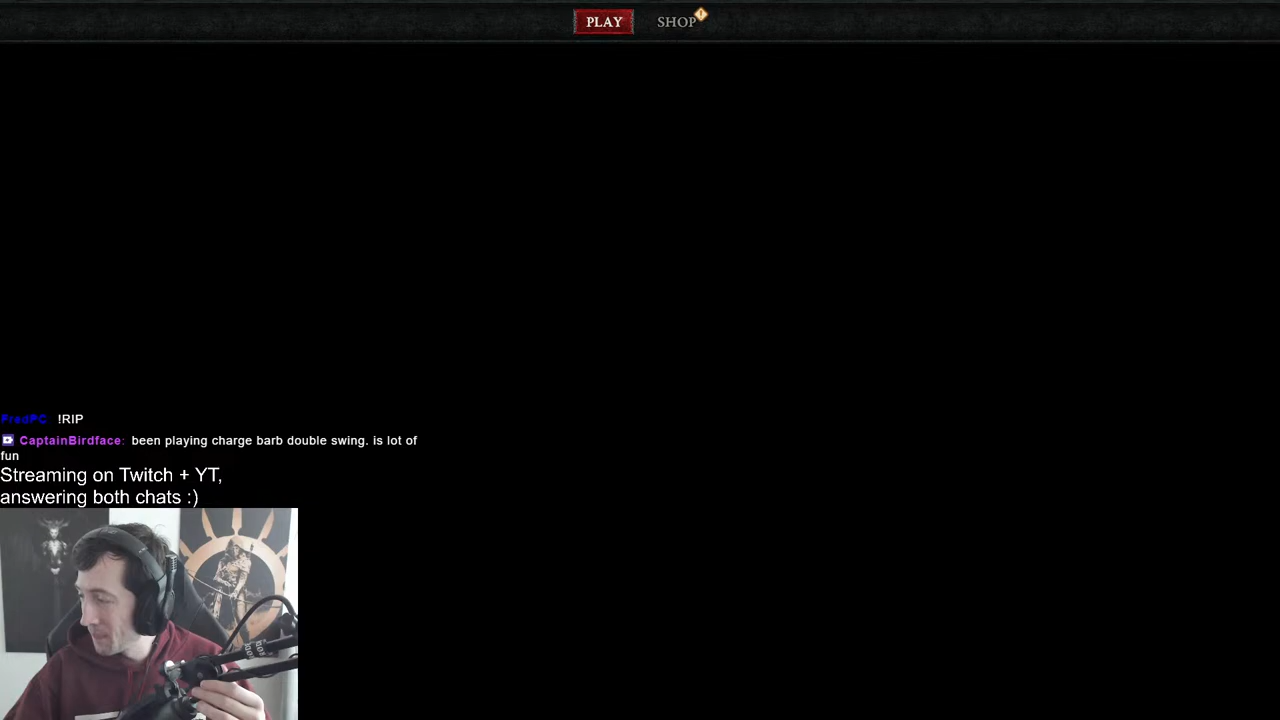 PLAY SHOP
FredPC !RIP
CaptainBirdface: been playing charge barb double swing. is lot of
fun
Streaming on Twitch + YT,
answering both chats :)